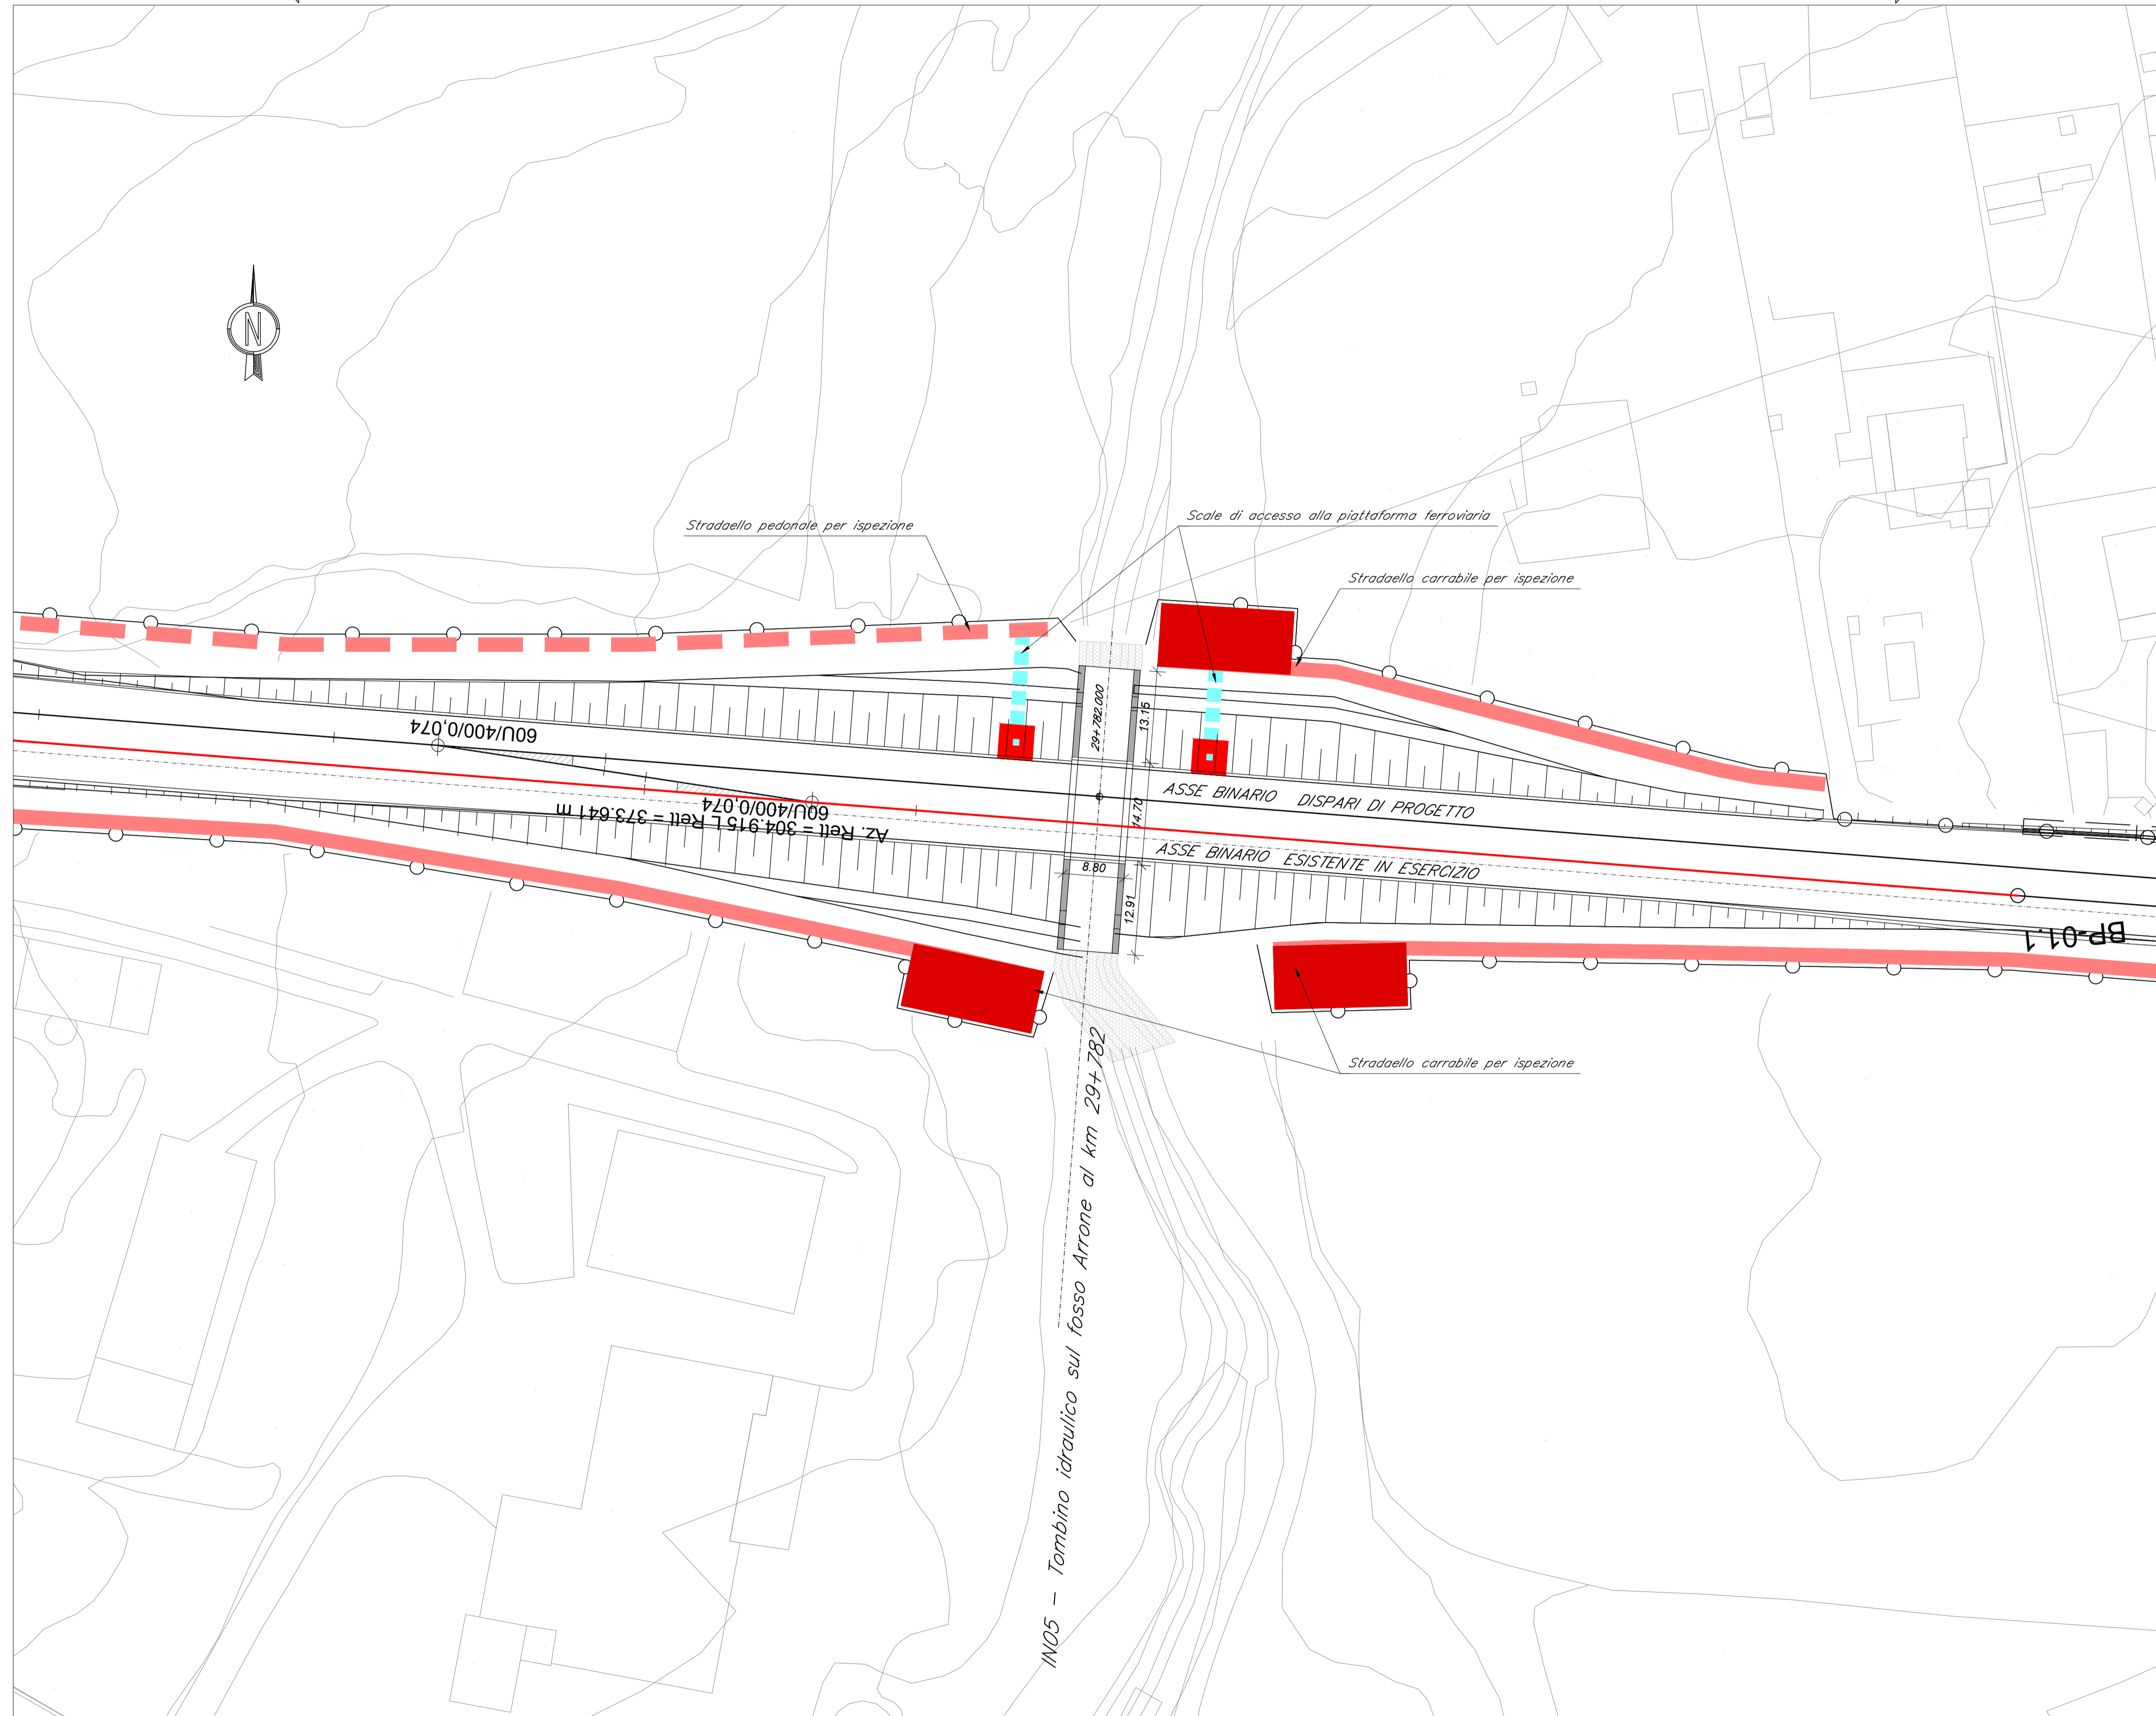 N
Stradaello pedonale per ispezione
Scale di accesso alla piattaforma ferroviaria
Stradaello carrabile per ispezione
60U/400/0,074
29+782.000
13.15
ASSE BINARIO DISPARI DI PROGETTO
60U/400/0,074
Az. Rett = 304.915 L Rett = 373.641 m
14.70
ASSE BINARIO ESISTENTE IN ESERCIZIO
8.80
12.91
BP-01.1
Stradaello carrabile per ispezione
IN05 - Tombino idraulico sul fosso Arrone al km 29+782